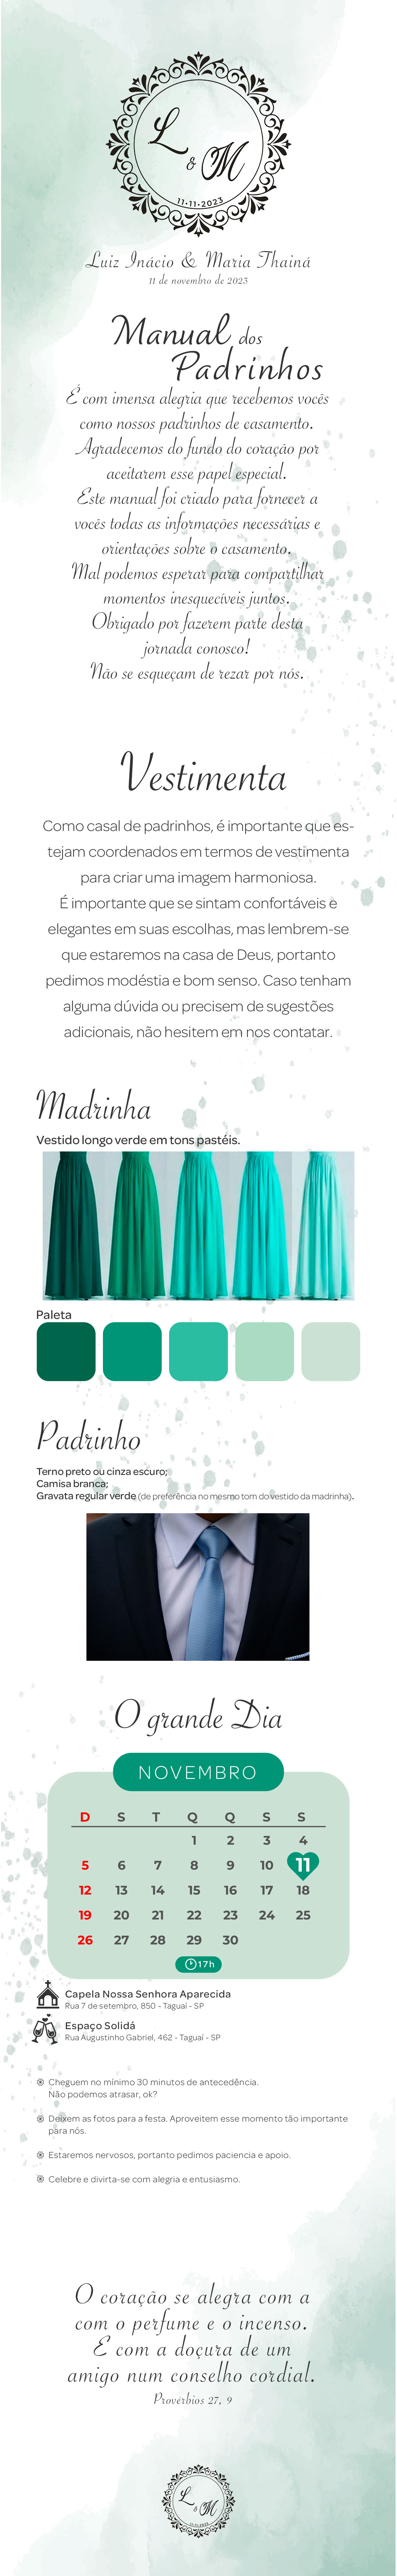 L
& M
11·11·2023
Luiz Inácio & Maria Thainá
11 de novembro de 2023
Manual dos
Padrinhos
É com imensa alegria que recebemos vocês
como nossos padrinhos de casamento.
Agradecemos do fundo do coração por
aceitarem esse papel especial.
Este manual foi criado para fornecer a
vocês todas as informações necessárias e
orientações sobre o casamento.
Mal podemos esperar para compartilhar
momentos inesquecíveis juntos.
Obrigado por fazerem parte desta
jornada conosco!
Não se esqueçam de rezar por nós.
Vestimenta
Como casal de padrinhos, é importante que es-
tejam coordenados em termos de vestimenta
para criar uma imagem harmoniosa.
É importante que se sintam confortáveis e
elegantes em suas escolhas, mas lembrem-se
que estaremos na casa de Deus, portanto
pedimos modéstia e bom senso. Caso tenham
alguma dúvida ou precisem de sugestões
adicionais, não hesitem em nos contatar.
Madrinha
Vestido longo verde em tons pastéis.
Paleta
Padrinho
Terno preto ou cinza escuro;
Camisa branca;
Gravata regular verde (de preferência no mesmo tom do vestido da madrinha).
O grande Dia
NOVEMBRO
D S T Q Q S S
1 2 3 4
5 6 7 8 9 10 11
12 13 14 15 16 17 18
19 20 21 22 23 24 25
26 27 28 29 30
17h
Capela Nossa Senhora Aparecida
Rua 7 de setembro, 850 - Taguaí - SP
Espaço Solidá
Rua Augustinho Gabriel, 462 - Taguaí - SP
Cheguem no mínimo 30 minutos de antecedência.
Não podemos atrasar, ok?
Deixem as fotos para a festa. Aproveitem esse momento tão importante
para nós.
Estaremos nervosos, portanto pedimos paciencia e apoio.
Celebre e divirta-se com alegria e entusiasmo.
O coração se alegra com a
com o perfume e o incenso.
E com a doçura de um
amigo num conselho cordial.
Provérbios 27, 9
L
& M
11·11·2023